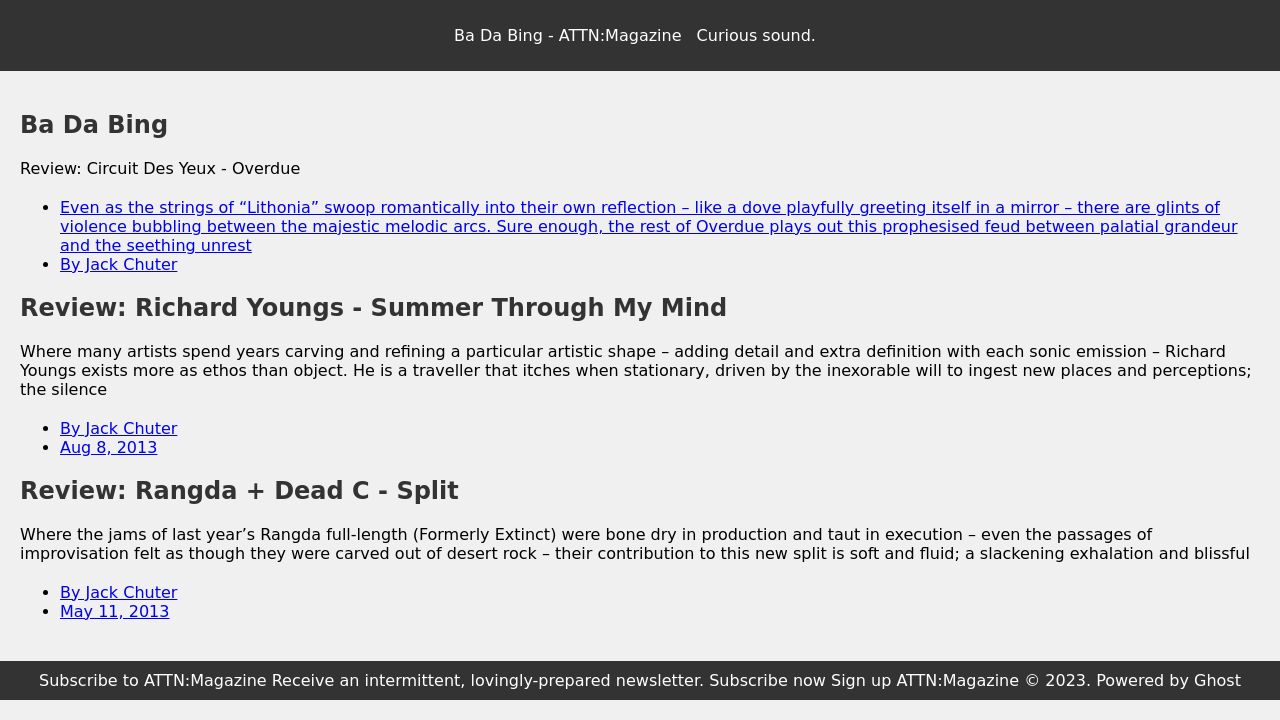 Ba Da Bing - ATTN:Magazine Curious sound.
Ba Da Bing
Review: Circuit Des Yeux - Overdue
Even as the strings of “Lithonia” swoop romantically into their own reflection – like a dove playfully greeting itself in a mirror – there are glints of
violence bubbling between the majestic melodic arcs. Sure enough, the rest of Overdue plays out this prophesised feud between palatial grandeur
and the seething unrest
By Jack Chuter
Review: Richard Youngs - Summer Through My Mind
Where many artists spend years carving and refining a particular artistic shape – adding detail and extra definition with each sonic emission – Richard
Youngs exists more as ethos than object. He is a traveller that itches when stationary, driven by the inexorable will to ingest new places and perceptions;
the silence
By Jack Chuter
Aug 8, 2013
Review: Rangda + Dead C - Split
Where the jams of last year’s Rangda full-length (Formerly Extinct) were bone dry in production and taut in execution – even the passages of
improvisation felt as though they were carved out of desert rock – their contribution to this new split is soft and fluid; a slackening exhalation and blissful
By Jack Chuter
May 11, 2013
Subscribe to ATTN:Magazine Receive an intermittent, lovingly-prepared newsletter. Subscribe now Sign up ATTN:Magazine © 2023. Powered by Ghost